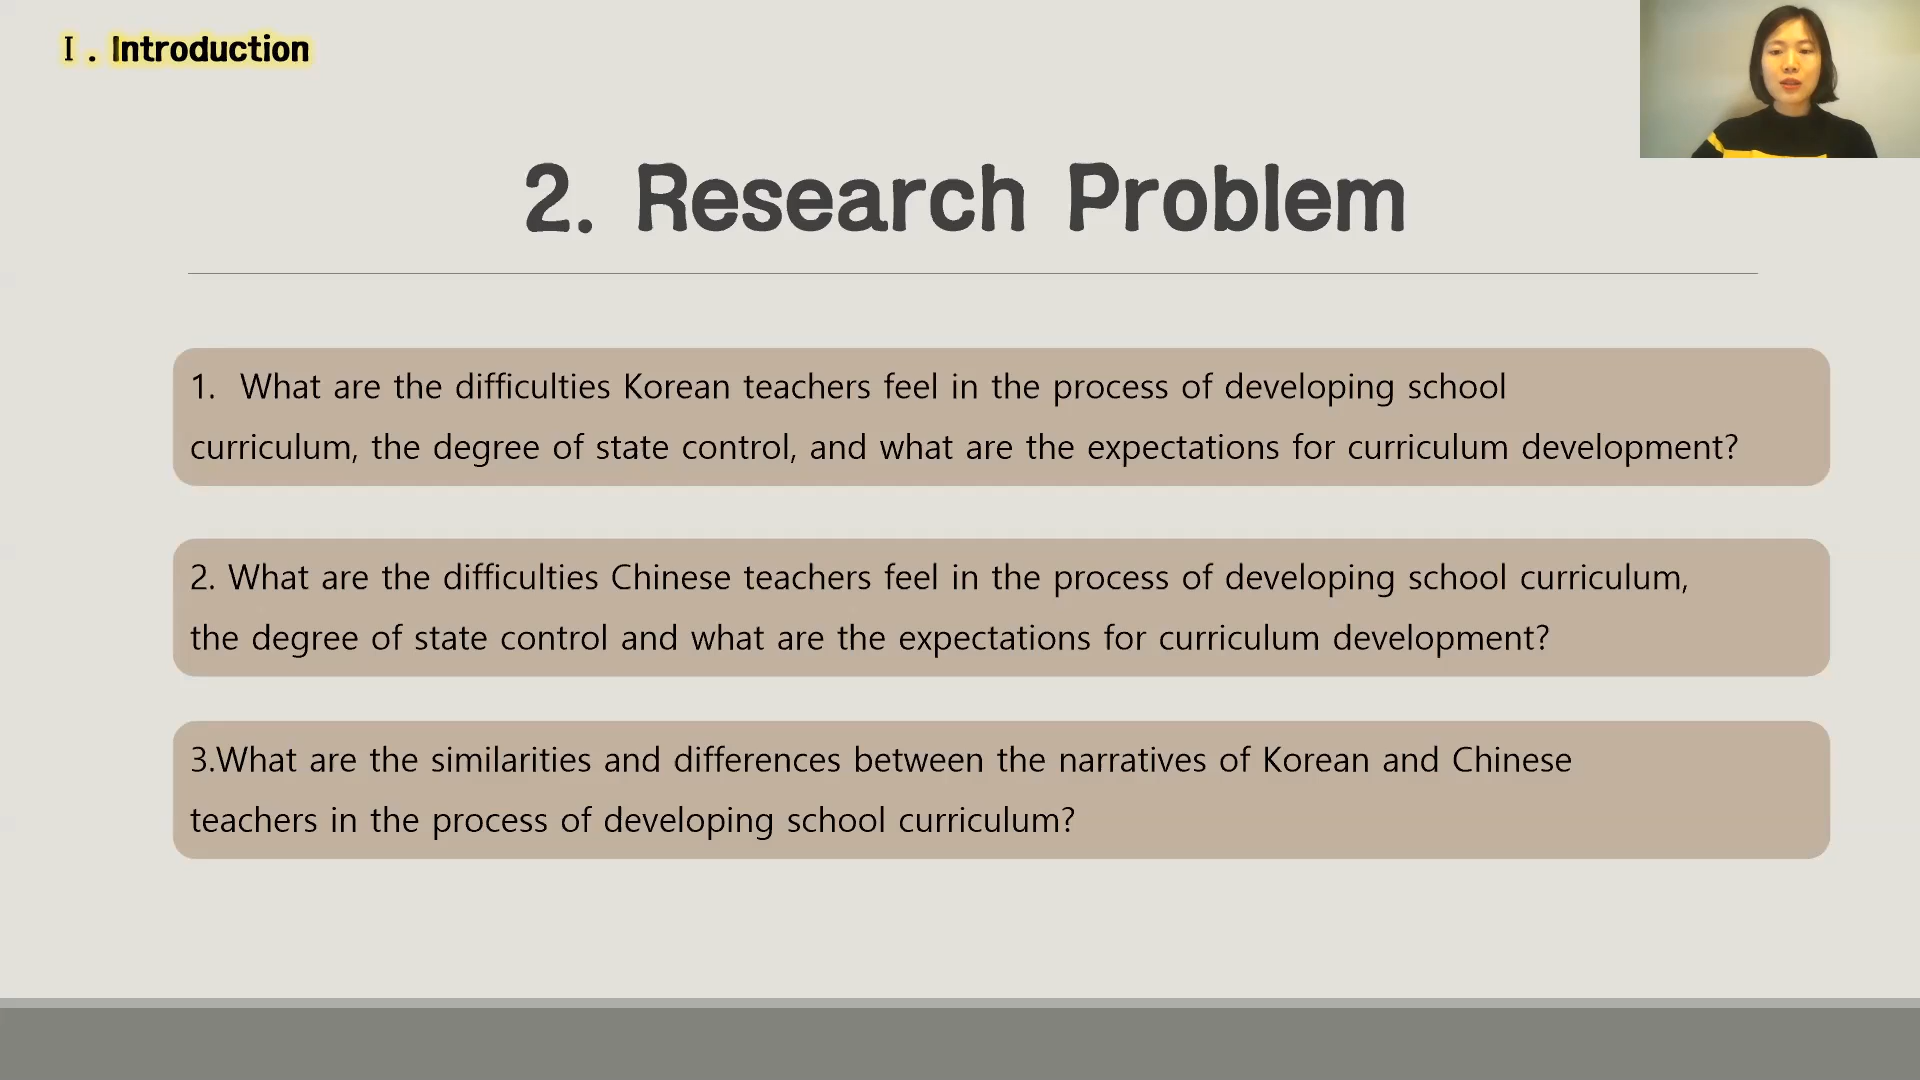 Ⅰ. Introduction
2. Research Problem
1. What are the difficulties Korean teachers feel in the process of developing school
curriculum, the degree of state control, and what are the expectations for curriculum development?
2. What are the difficulties Chinese teachers feel in the process of developing school curriculum,
the degree of state control and what are the expectations for curriculum development?
3.What are the similarities and differences between the narratives of Korean and Chinese
teachers in the process of developing school curriculum?